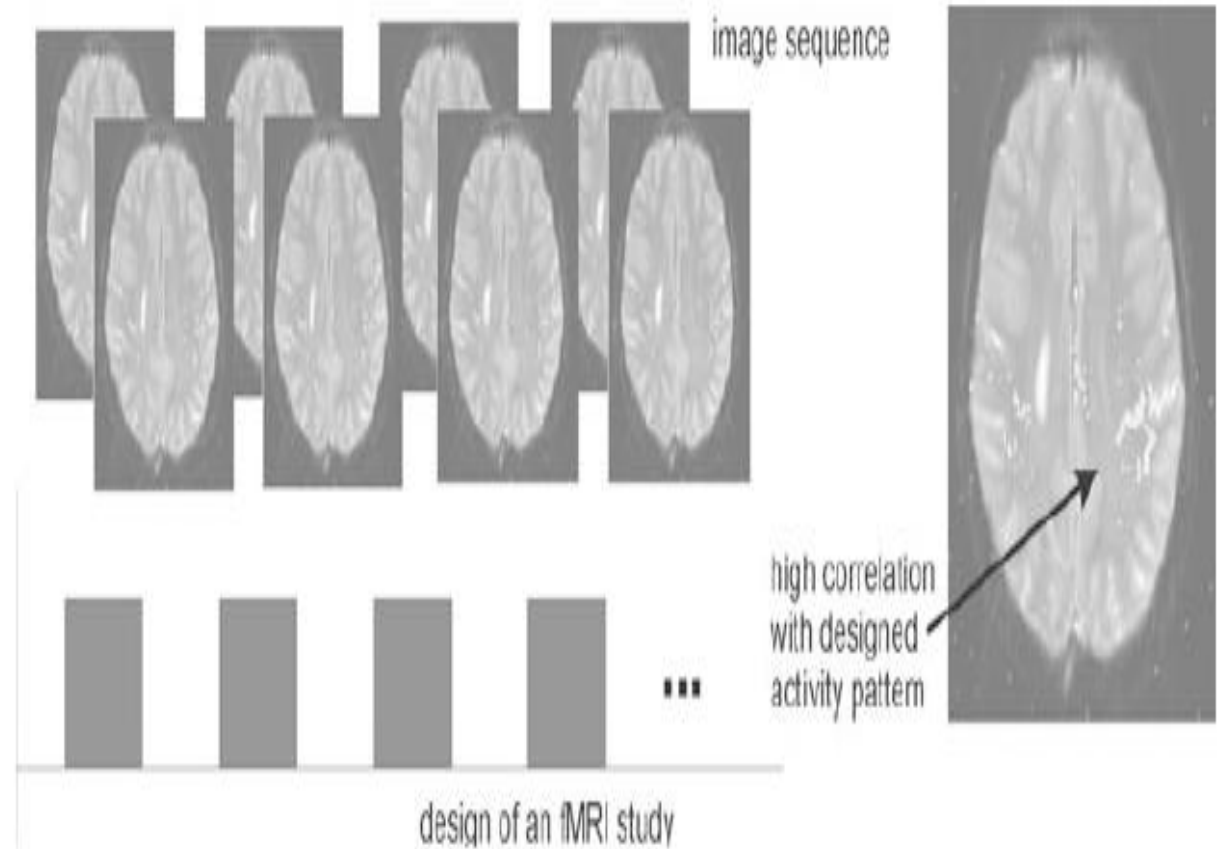 image sequence
high correlation
with designed
activity pattern
...
design of an fMRI study